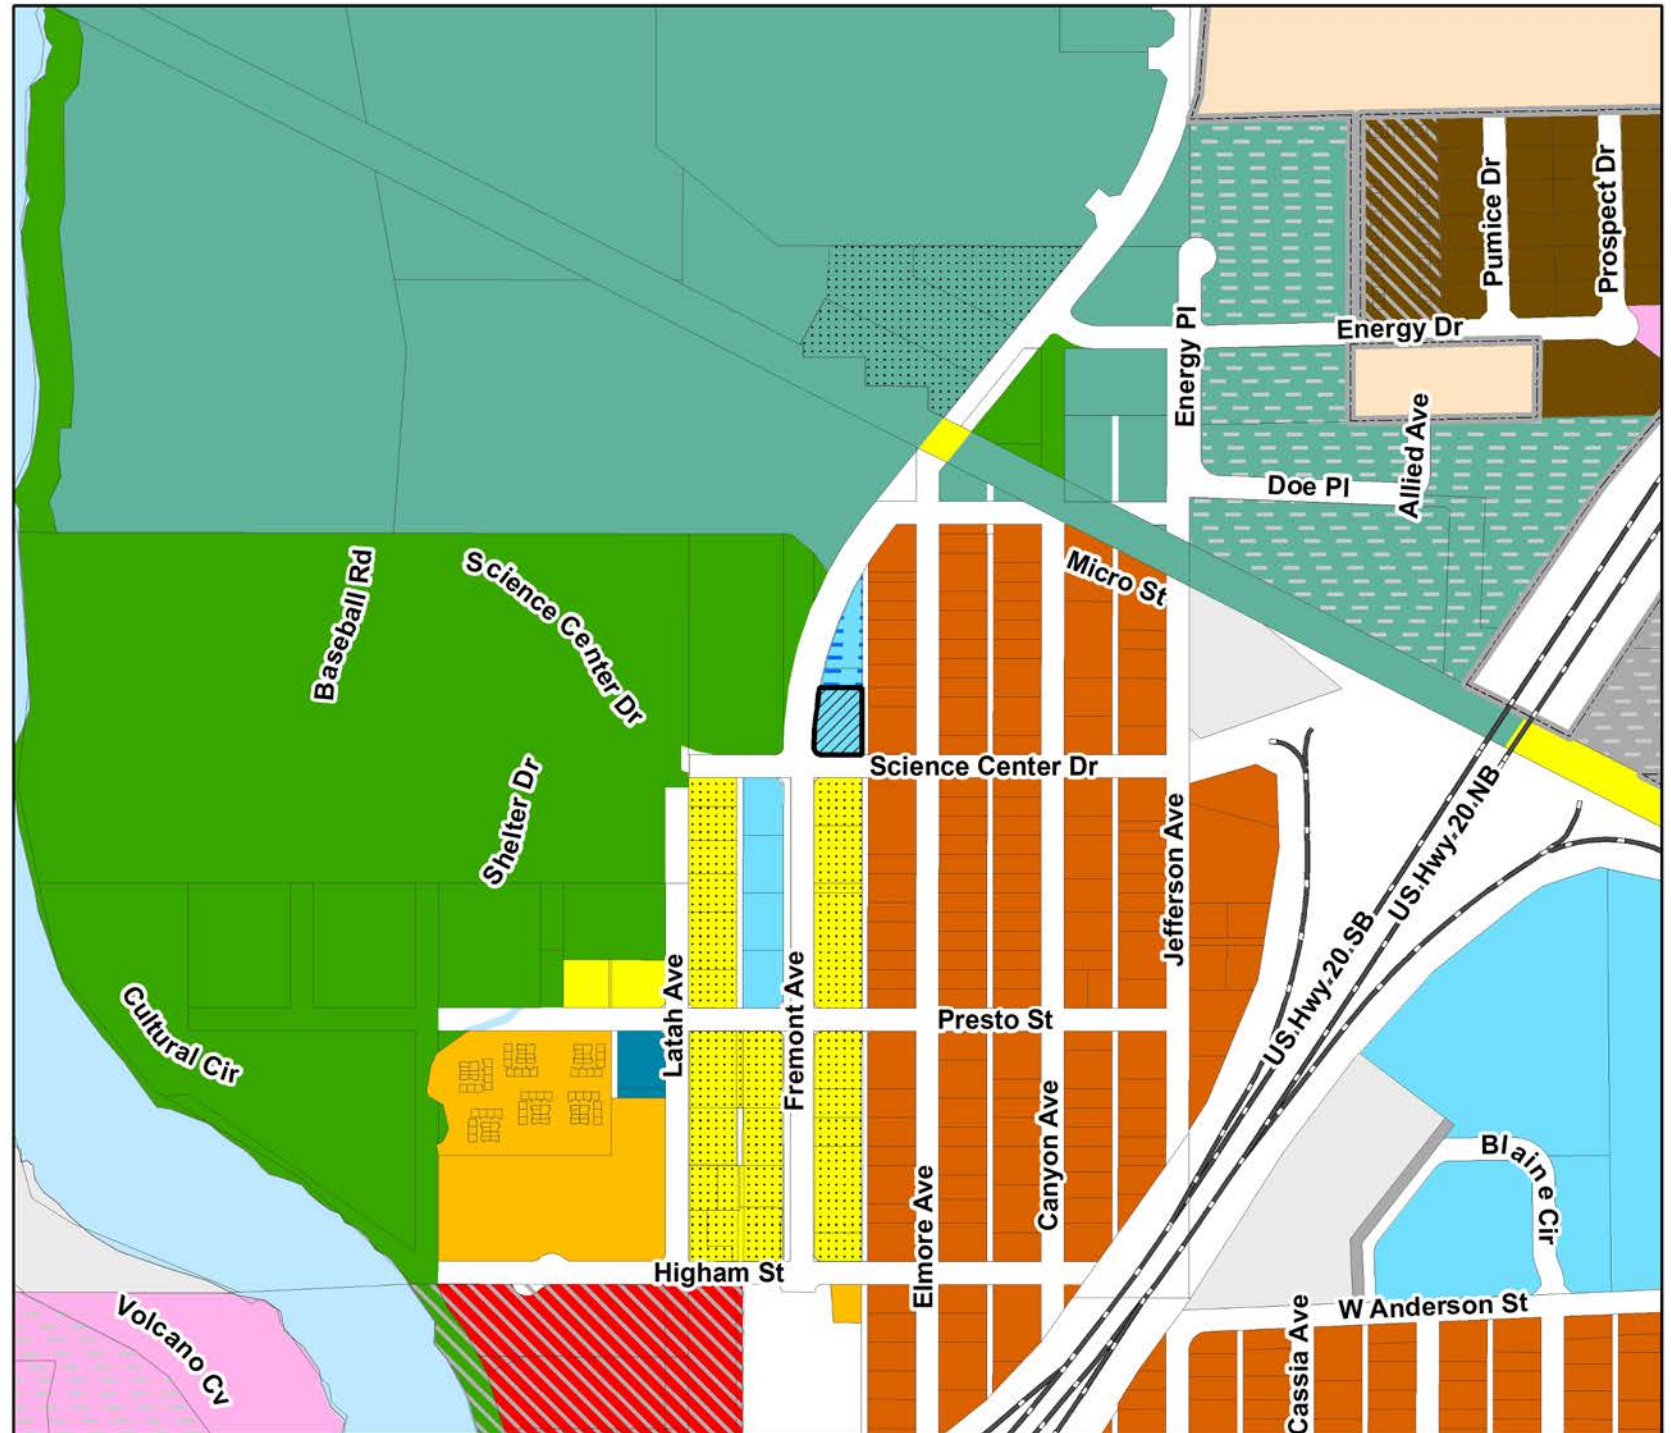 Pumice Dr
Prospect Dr
Energy Dr
Energy Pl
Allied Ave
Doe Pl
Baseball Rd
Science Center Dr
Micro St
Shelter Dr
Science Center Dr
Jefferson Ave
US Hwy 20 NB
US Hwy 20 SB
Latah Ave
Fremont Ave
Cultural Cir
Presto St
Canyon Ave
Elmore Ave
Blaine Cir
Higham St
Volcano Cv
W Anderson St
Cassia Ave